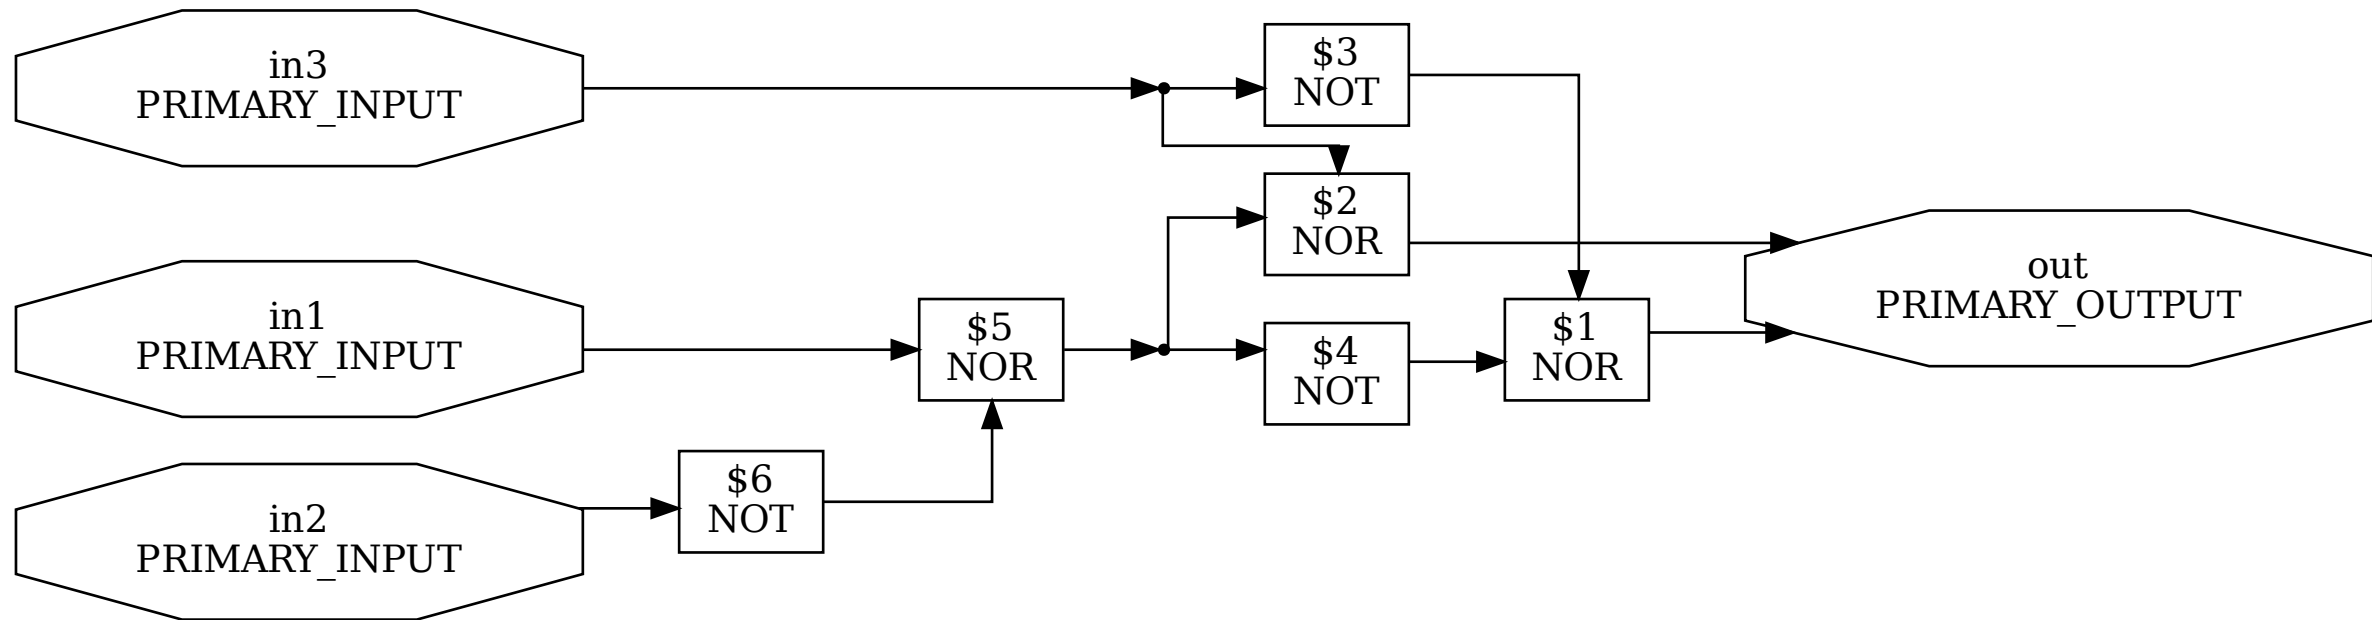 in3
PRIMARY_INPUT
$3
NOT
$2
NOR
out
PRIMARY_OUTPUT
in1
PRIMARY_INPUT
$5
NOR
$4
NOT
$1
NOR
in2
PRIMARY_INPUT
$6
NOT